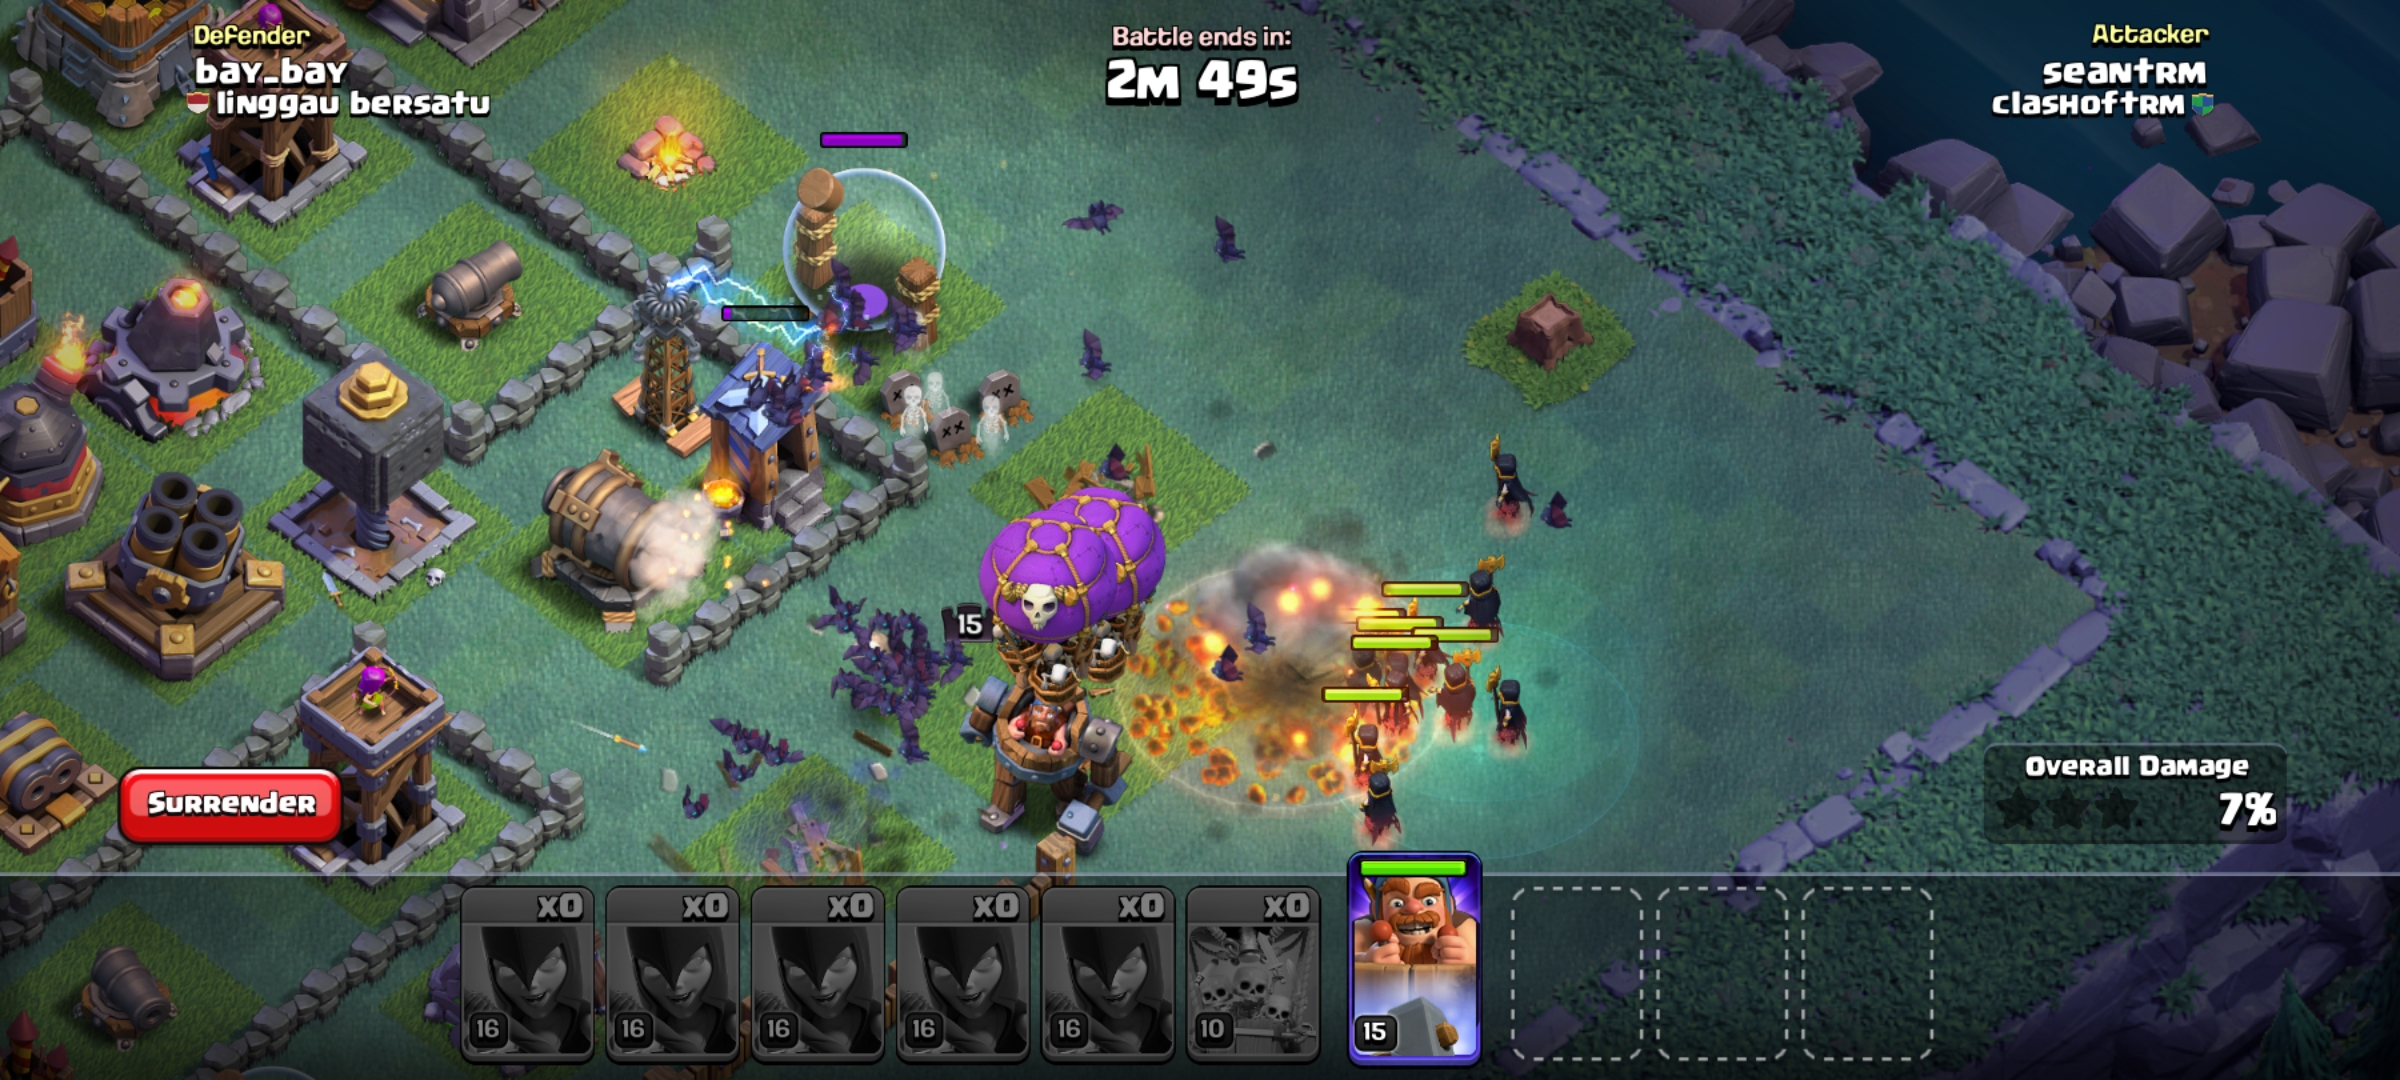 Defender
bay_bay
linggau bersatu
Battle ends in:
2m 49s
Attacker
seantrm
clashoftrm
xx
15
Surrender
Overall Damage
7%
x0
x0
x0
x0
x0
x0
16
16
16
16
16
10
15